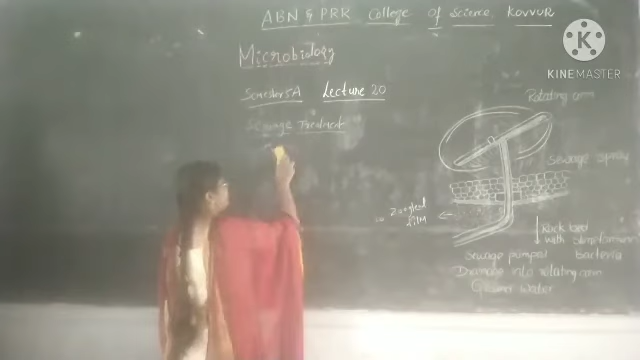 ABN & PRK College of Science Kovvur
Microbiology
Semester 5A Lecture 20
Sewage Treatment
K
KINEMASTER
Rotating arm
Sewage spray
Zoogleal
film
Rock bed
with slime forming
bacteria
Sewage pumped
Drainage into rotating arm
Cleaner water